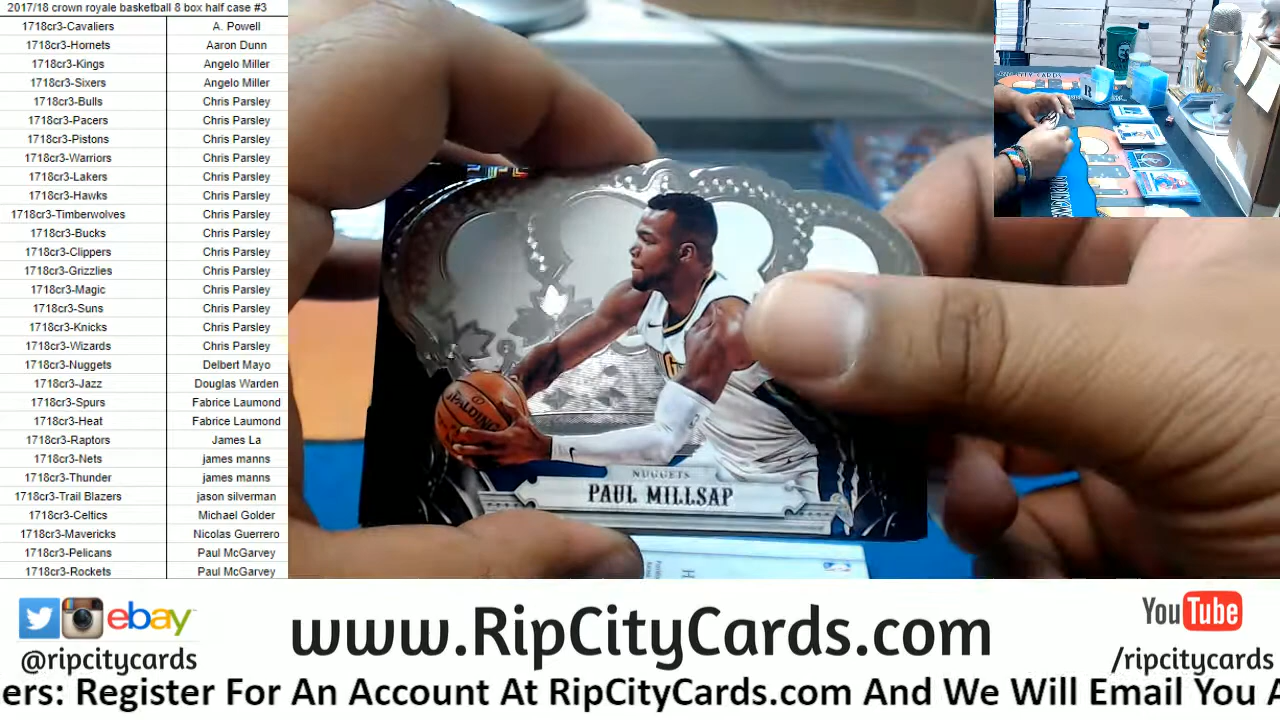 2017/18 crown royale basketball 8 box half case #3
1718cr3-Cavaliers A. Powell
1718cr3-Hornets Aaron Dunn
1718cr3-Kings Angelo Miller
1718cr3-Sixers Angelo Miller
1718cr3-Bulls Chris Parsley
1718cr3-Pacers Chris Parsley
1718cr3-Pistons Chris Parsley
1718cr3-Warriors Chris Parsley
1718cr3-Lakers Chris Parsley
1718cr3-Hawks Chris Parsley
1718cr3-Timberwolves Chris Parsley
1718cr3-Bucks Chris Parsley
1718cr3-Clippers Chris Parsley
1718cr3-Grizzlies Chris Parsley
1718cr3-Magic Chris Parsley
1718cr3-Suns Chris Parsley
1718cr3-Knicks Chris Parsley
1718cr3-Wizards Chris Parsley
1718cr3-Nuggets Delbert Mayo
1718cr3-Jazz Douglas Warden
1718cr3-Spurs Fabrice Laumond
1718cr3-Heat Fabrice Laumond
1718cr3-Raptors James La
1718cr3-Nets james manns
1718cr3-Thunder james manns
1718cr3-Trail Blazers jason silverman
1718cr3-Celtics Michael Golder
1718cr3-Mavericks Nicolas Guerrero
1718cr3-Pelicans Paul McGarvey
1718cr3-Rockets Paul McGarvey
SPALDING
NUGGETS
PAUL MILLSAP
ebay
@ripcitycards
www.RipCityCards.com
YouTube
/ripcitycards
ers: Register For An Account At RipCityCards.com And We Will Email You A